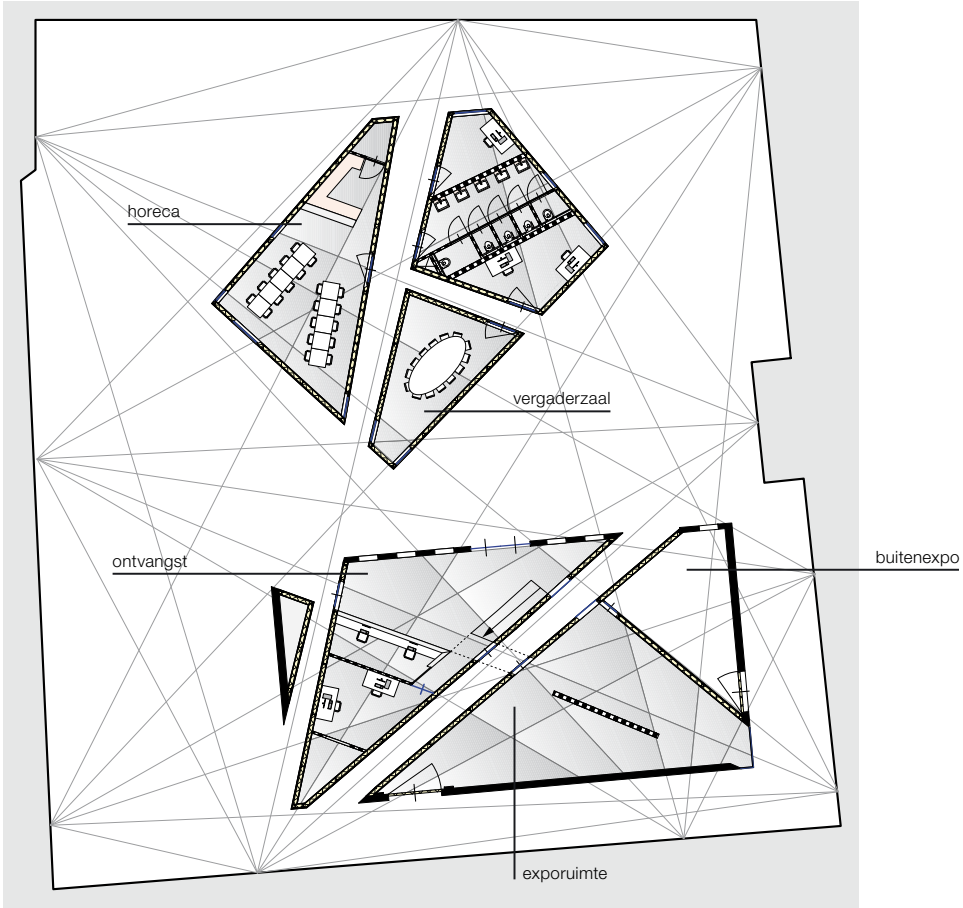 horeca
vergaderzaal
ontvangst
buitenexpo
exporuimte